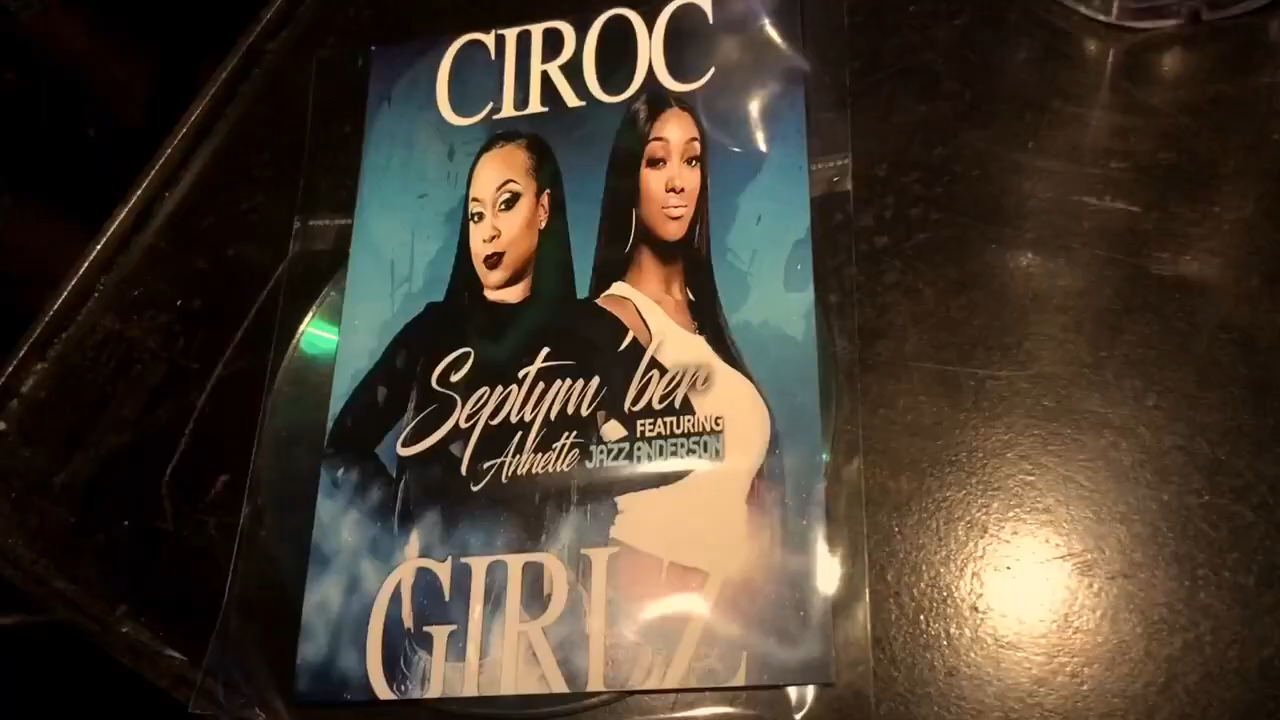 CIROC
Septym'ber
FEATURING
Annette JAZZ ANDERSON
GIRLZ